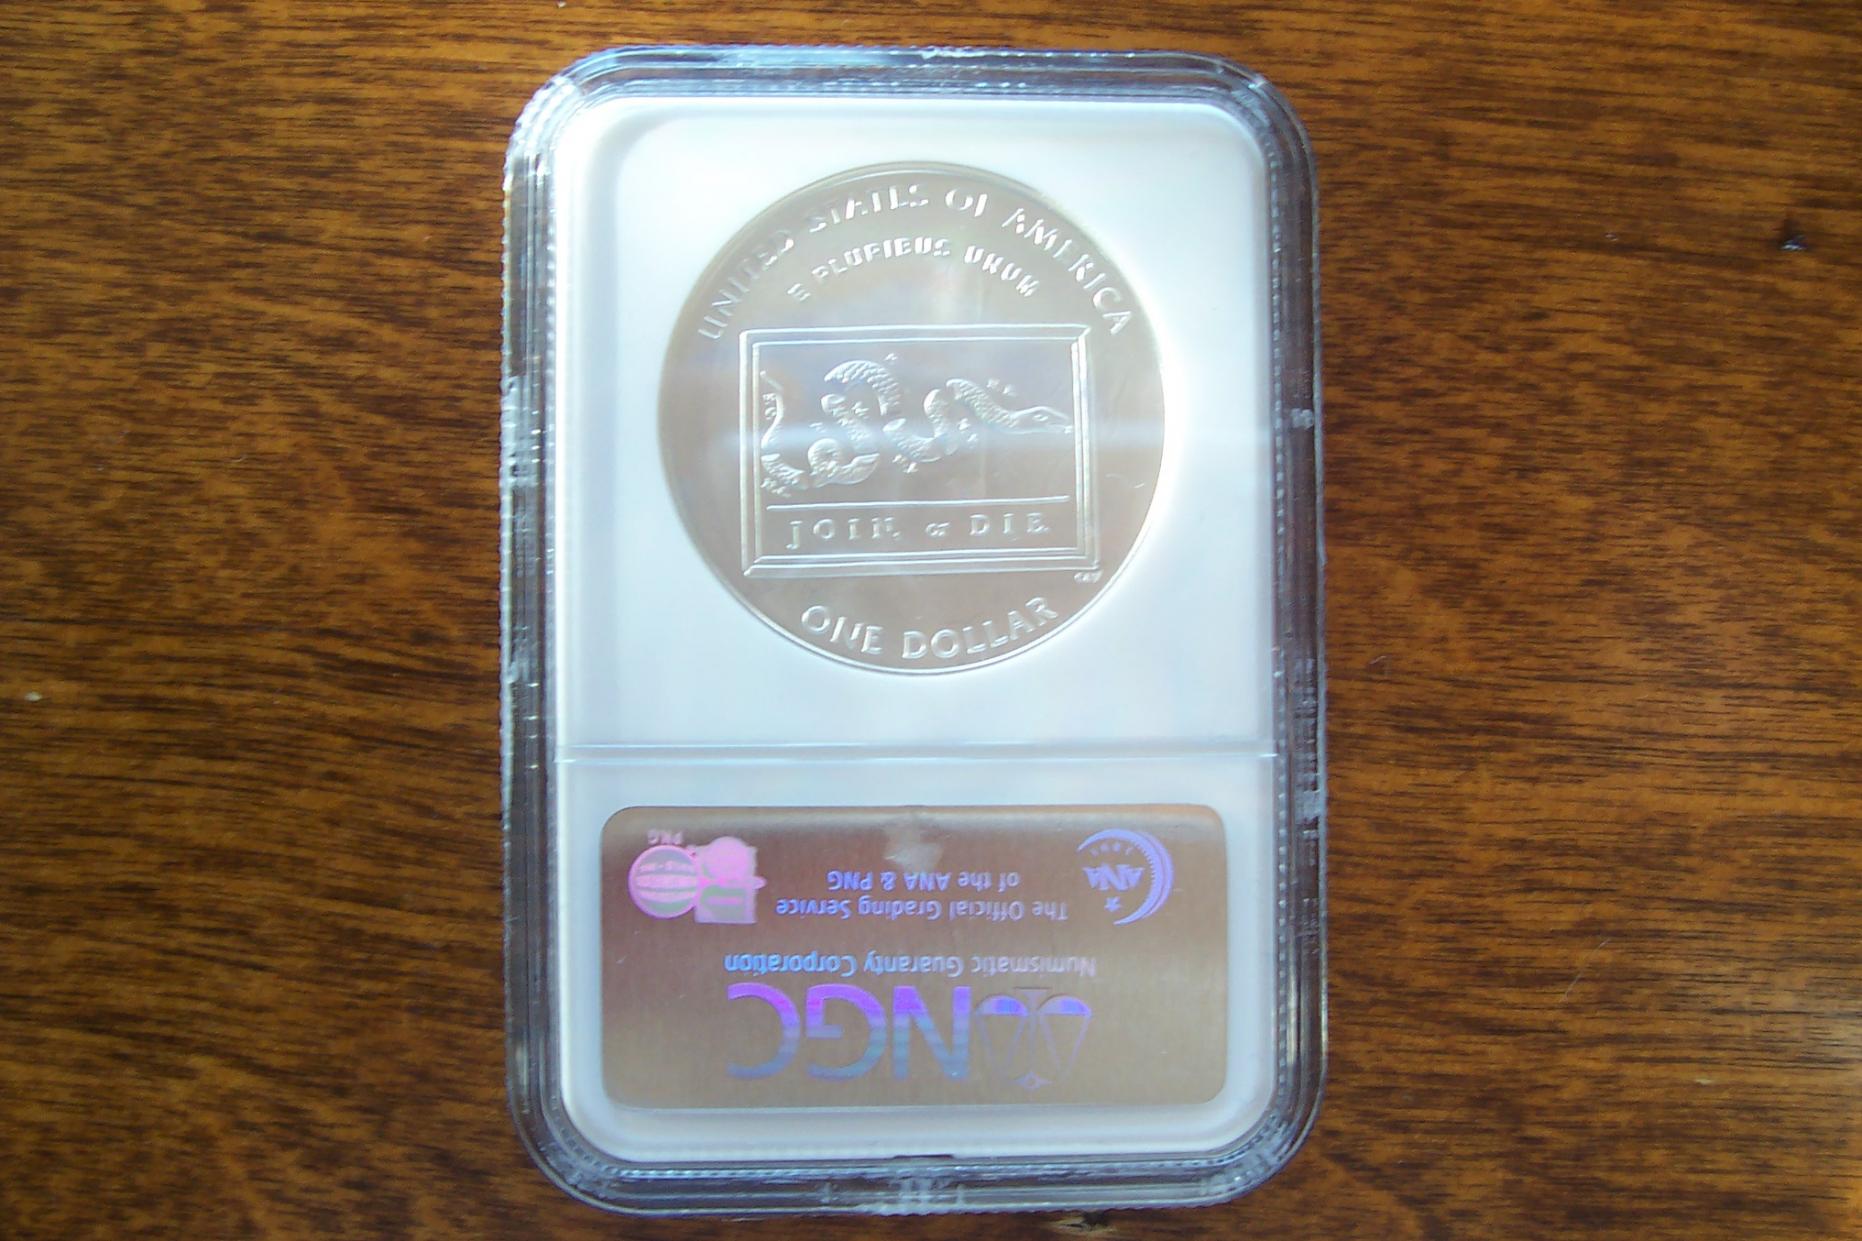 UNITED STATES OF AMERICA
E PLURIBUS UNUM
JOIN, or DIE
ONE DOLLAR
NGC
Numismatic Guaranty Corporation
The Official Grading Service
of the ANA & PNG
ANA
1891
PNG